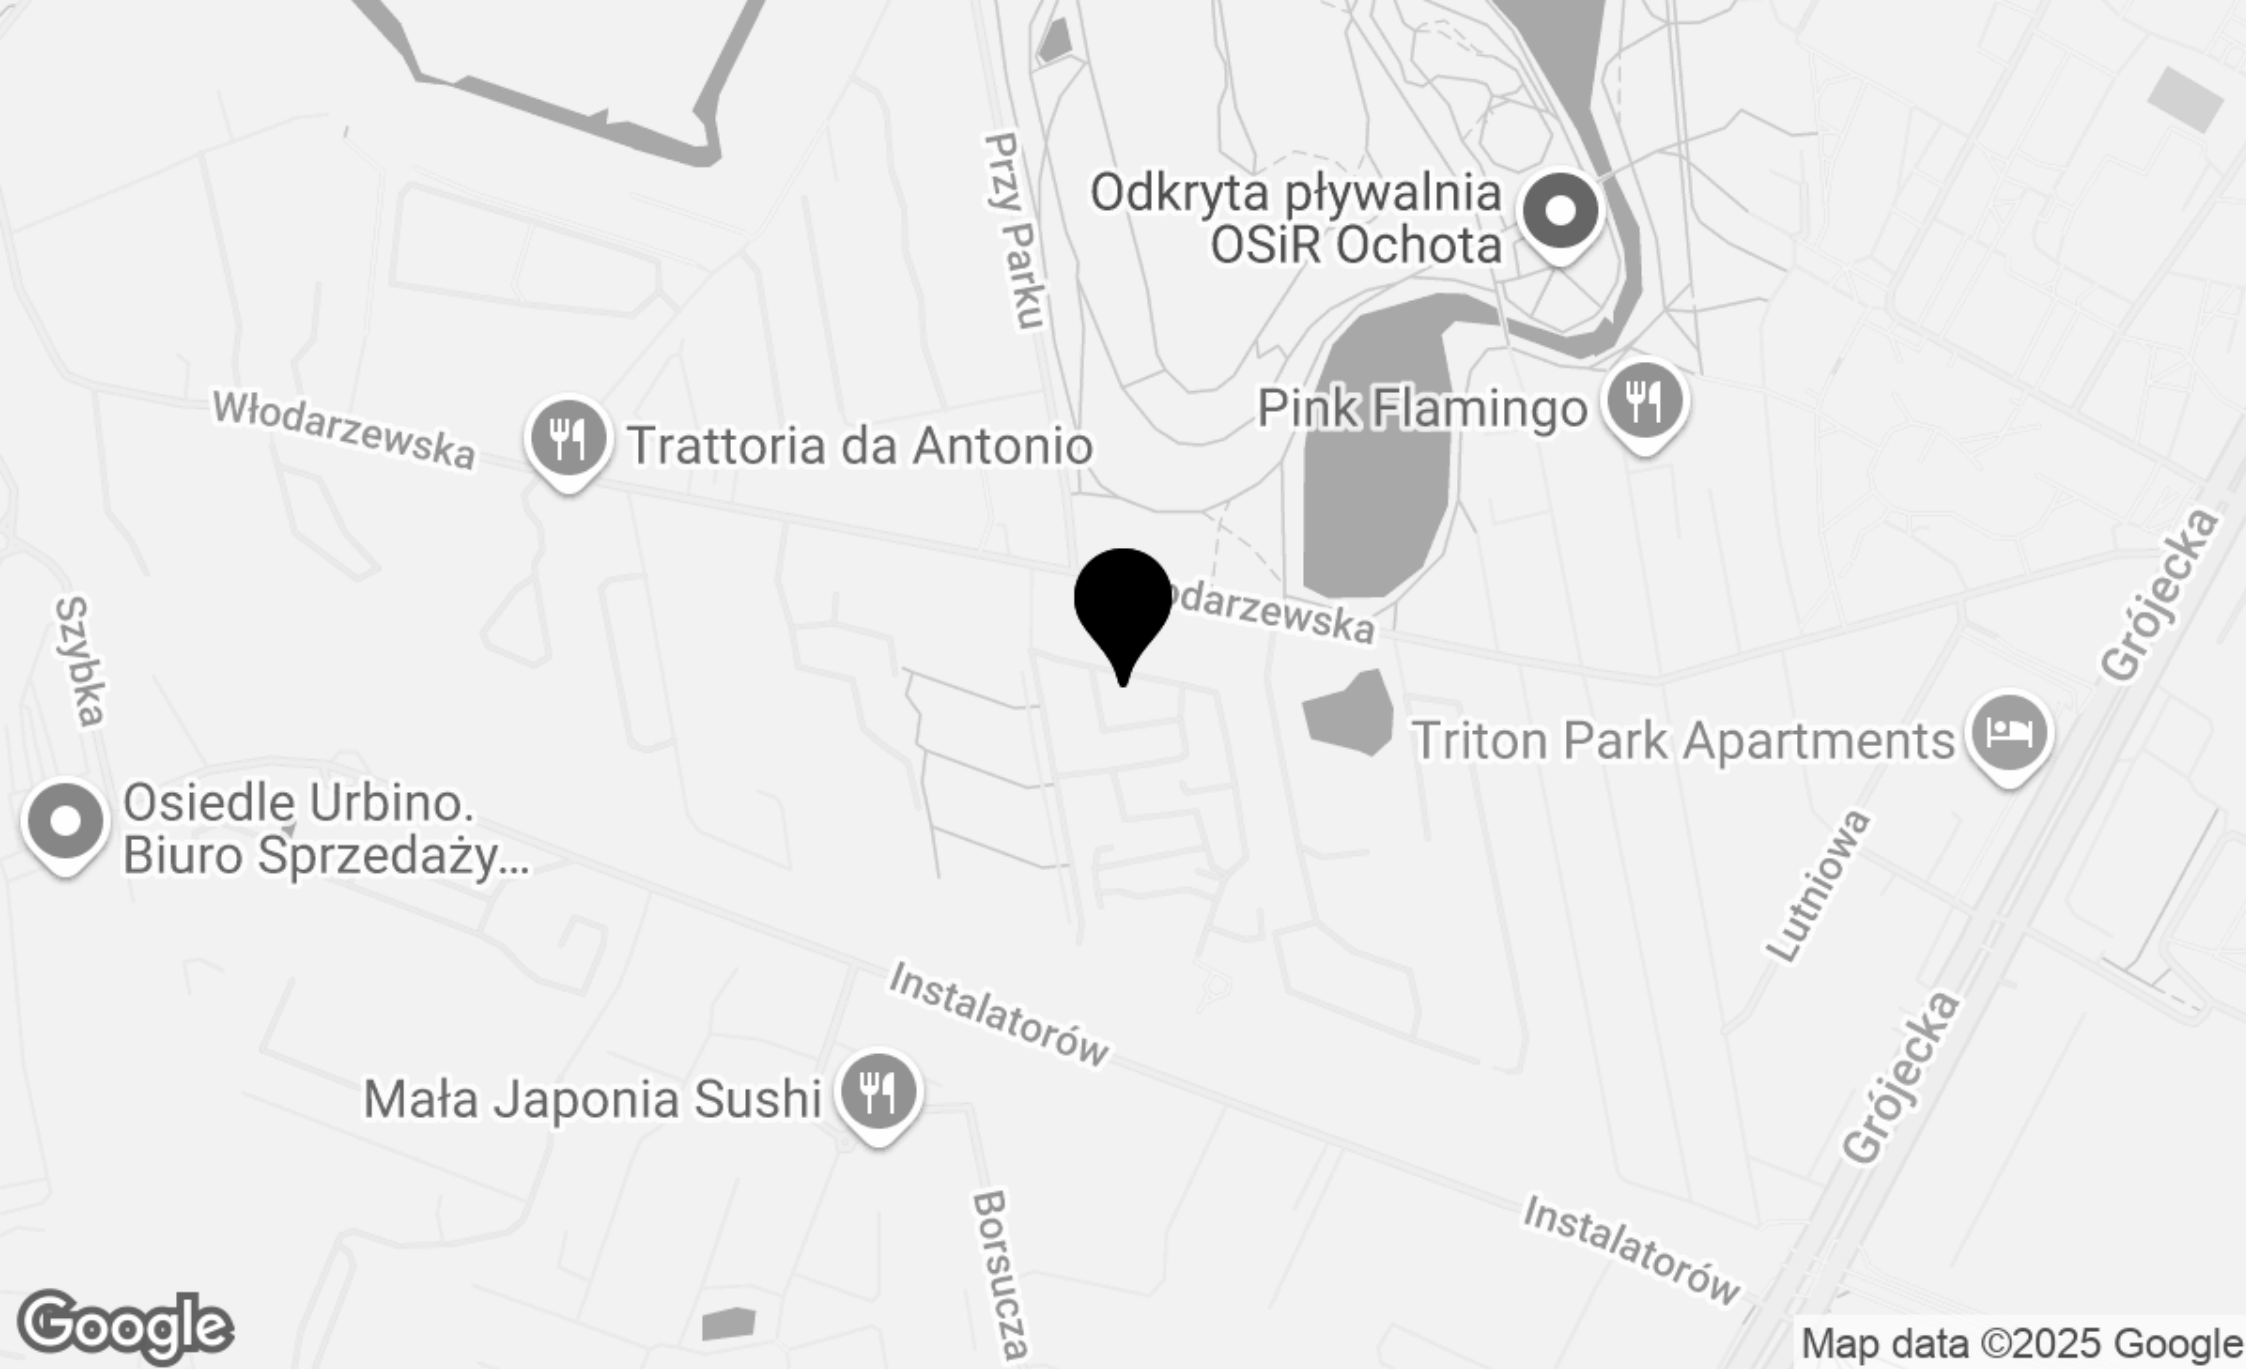 Przy Parku
Odkryta pływalnia
OSiR Ochota
Pink Flamingo
Włodarzewska
Trattoria da Antonio
Grójecka
Szybka
odarzewska
Triton Park Apartments
Osiedle Urbino.
Biuro Sprzedaży...
Lutniowa
Instalatorów
Grójecka
Mała Japonia Sushi
Borsucza
Instalatorów
Google
Map data ©2025 Google